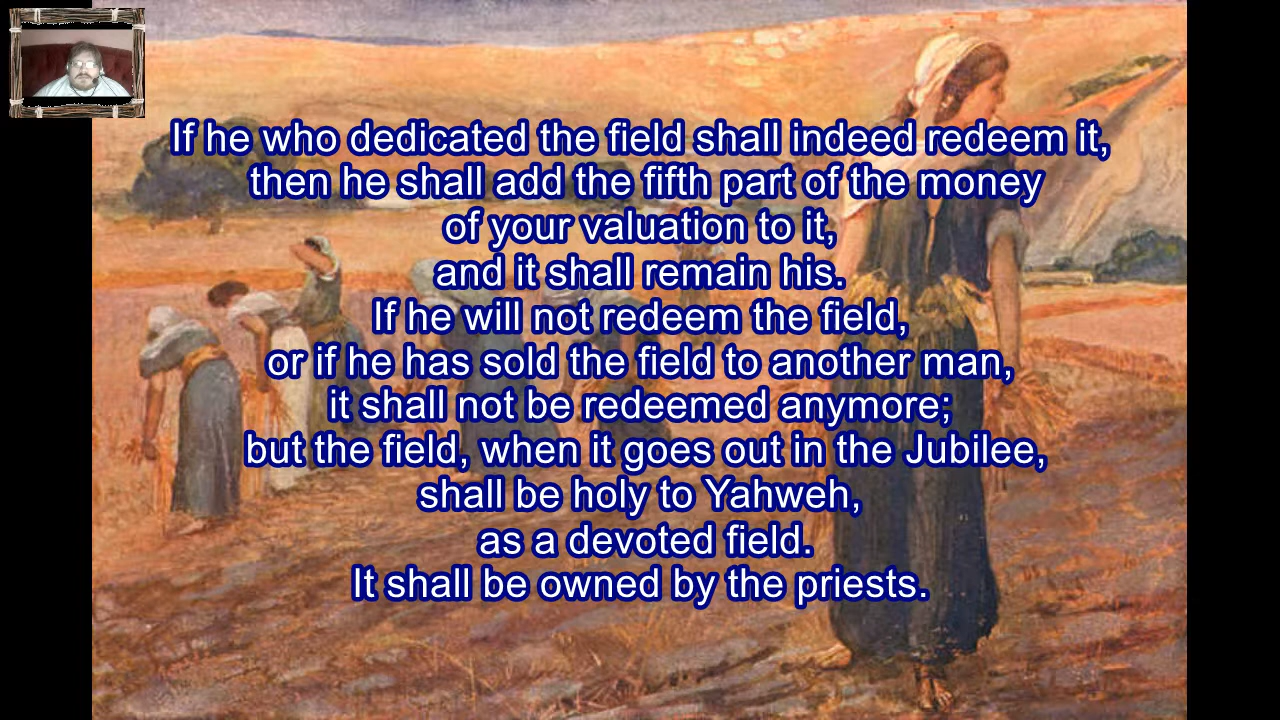 If he who dedicated the field shall indeed redeem it,
then he shall add the fifth part of the money
of your valuation to it,
and it shall remain his.
If he will not redeem the field,
or if he has sold the field to another man,
it shall not be redeemed anymore;
but the field, when it goes out in the Jubilee,
shall be holy to Yahweh,
as a devoted field.
It shall be owned by the priests.